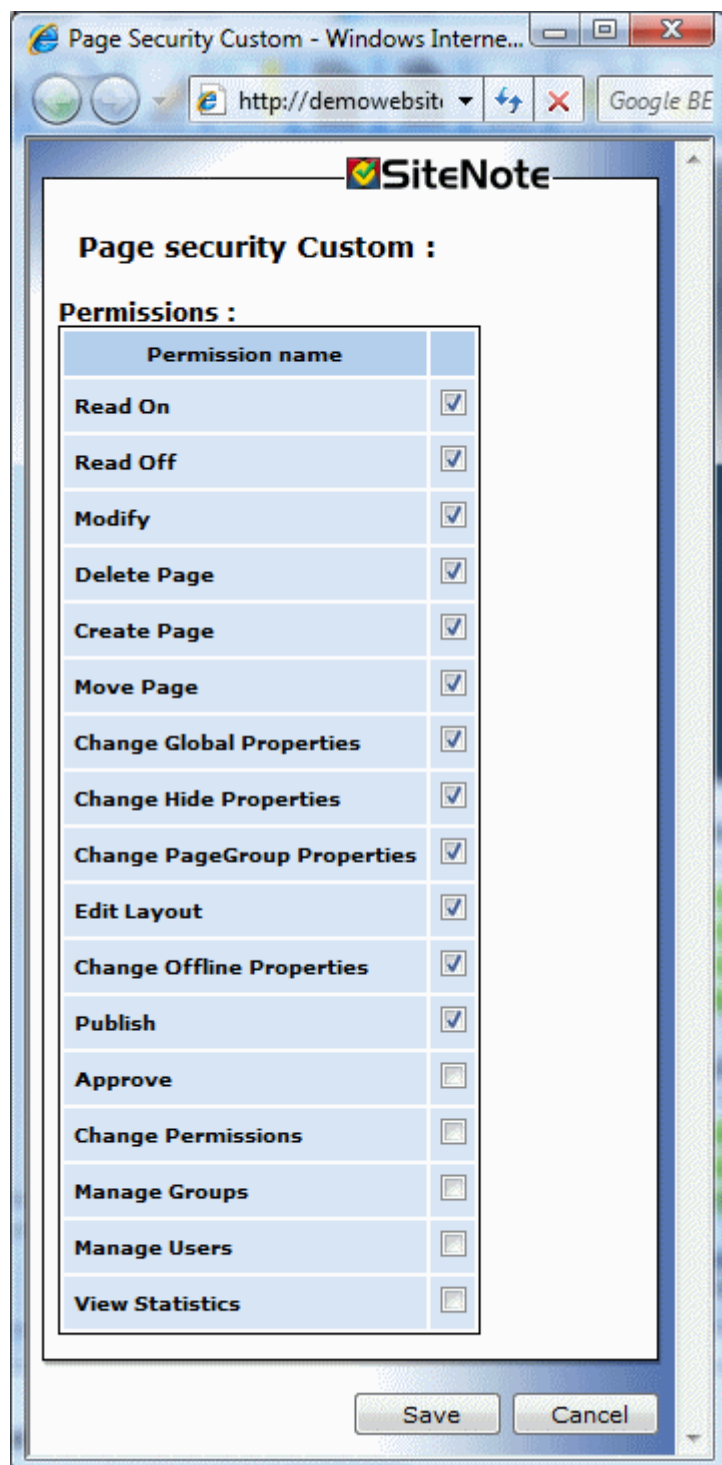 Page Security Custom - Windows Interne...
http://demowebsit
Google BE
SiteNote
Page security Custom :
Permissions :
Permission name
Read On
Read Off
Modify
Delete Page
Create Page
Move Page
Change Global Properties
Change Hide Properties
Change PageGroup Properties
Edit Layout
Change Offline Properties
Publish
Approve
Change Permissions
Manage Groups
Manage Users
View Statistics
Save Cancel